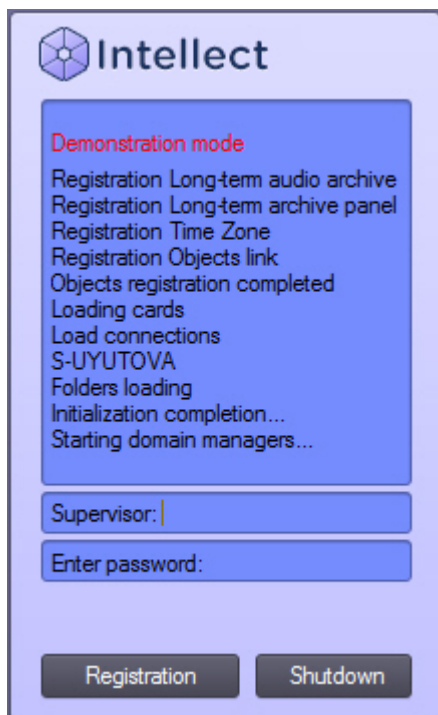 Intellect
Demonstration mode
Registration Long-term audio archive
Registration Long-term archive panel
Registration Time Zone
Registration Objects link
Objects registration completed
Loading cards
Load connections
S-UYUTOVA
Folders loading
Initialization completion...
Starting domain managers...
Supervisor:
Enter password:
Registration Shutdown